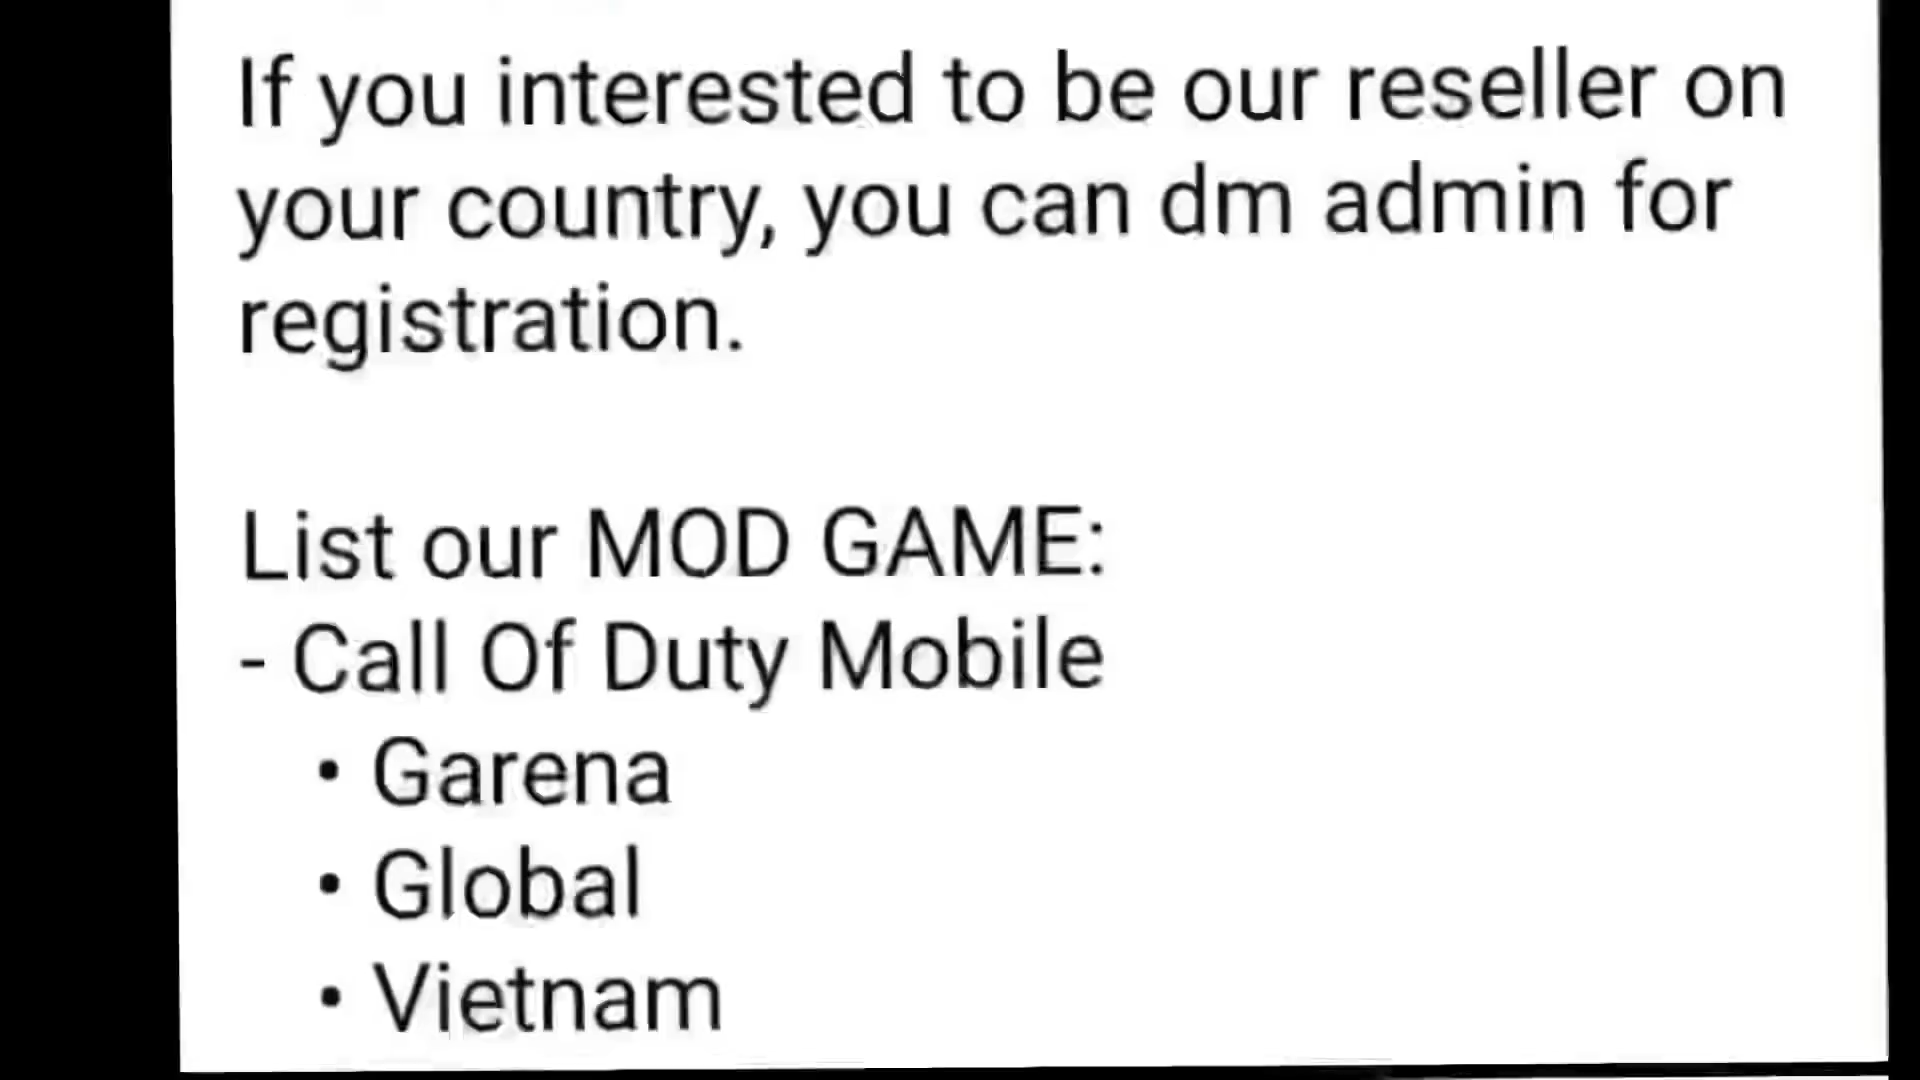 If you interested to be our reseller on
your country, you can dm admin for
registration.
List our MOD GAME:
- Call Of Duty Mobile
• Garena
• Global
• Vietnam